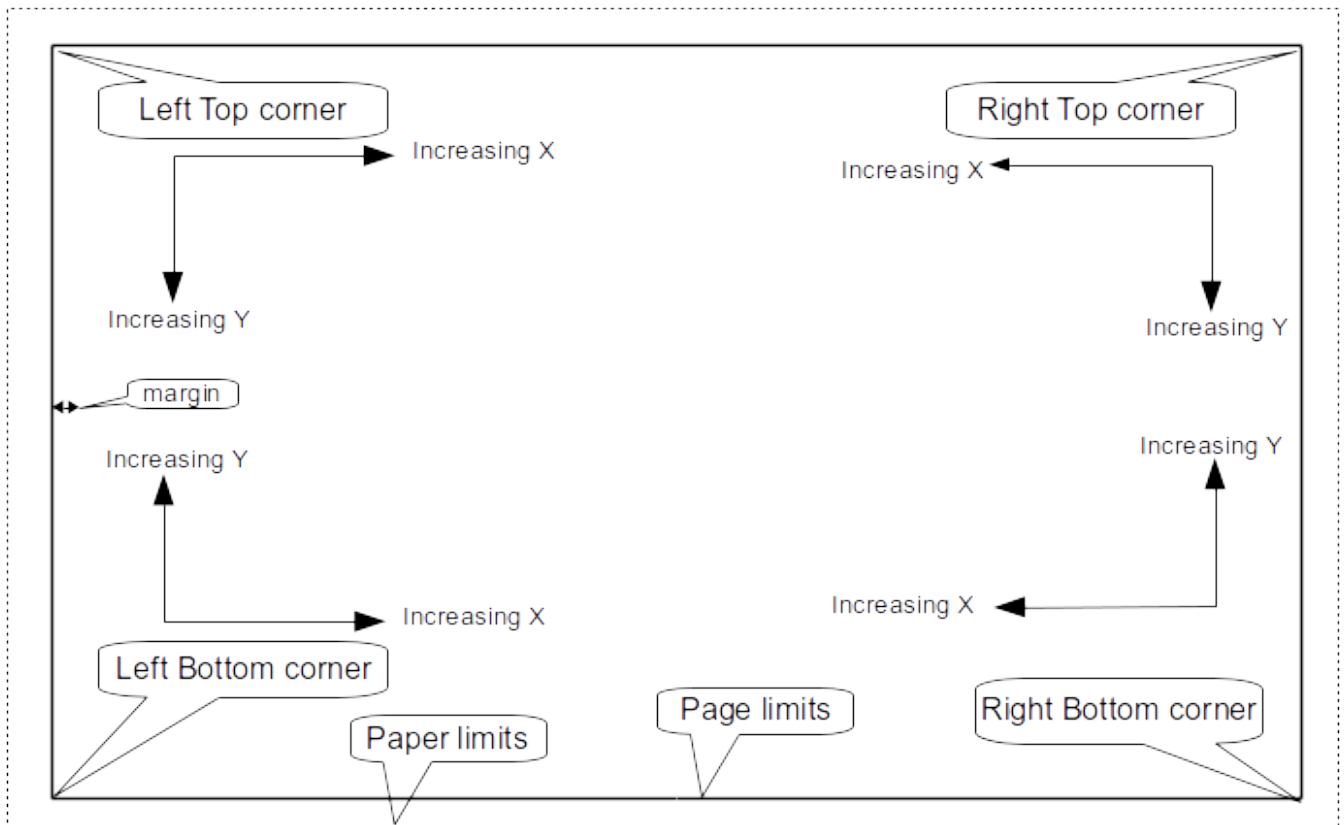 Left Top corner
Right Top corner
Increasing X
Increasing X
Increasing Y
Increasing Y
margin
Increasing Y
Increasing Y
Increasing X
Increasing X
Left Bottom corner
Page limits
Right Bottom corner
Paper limits